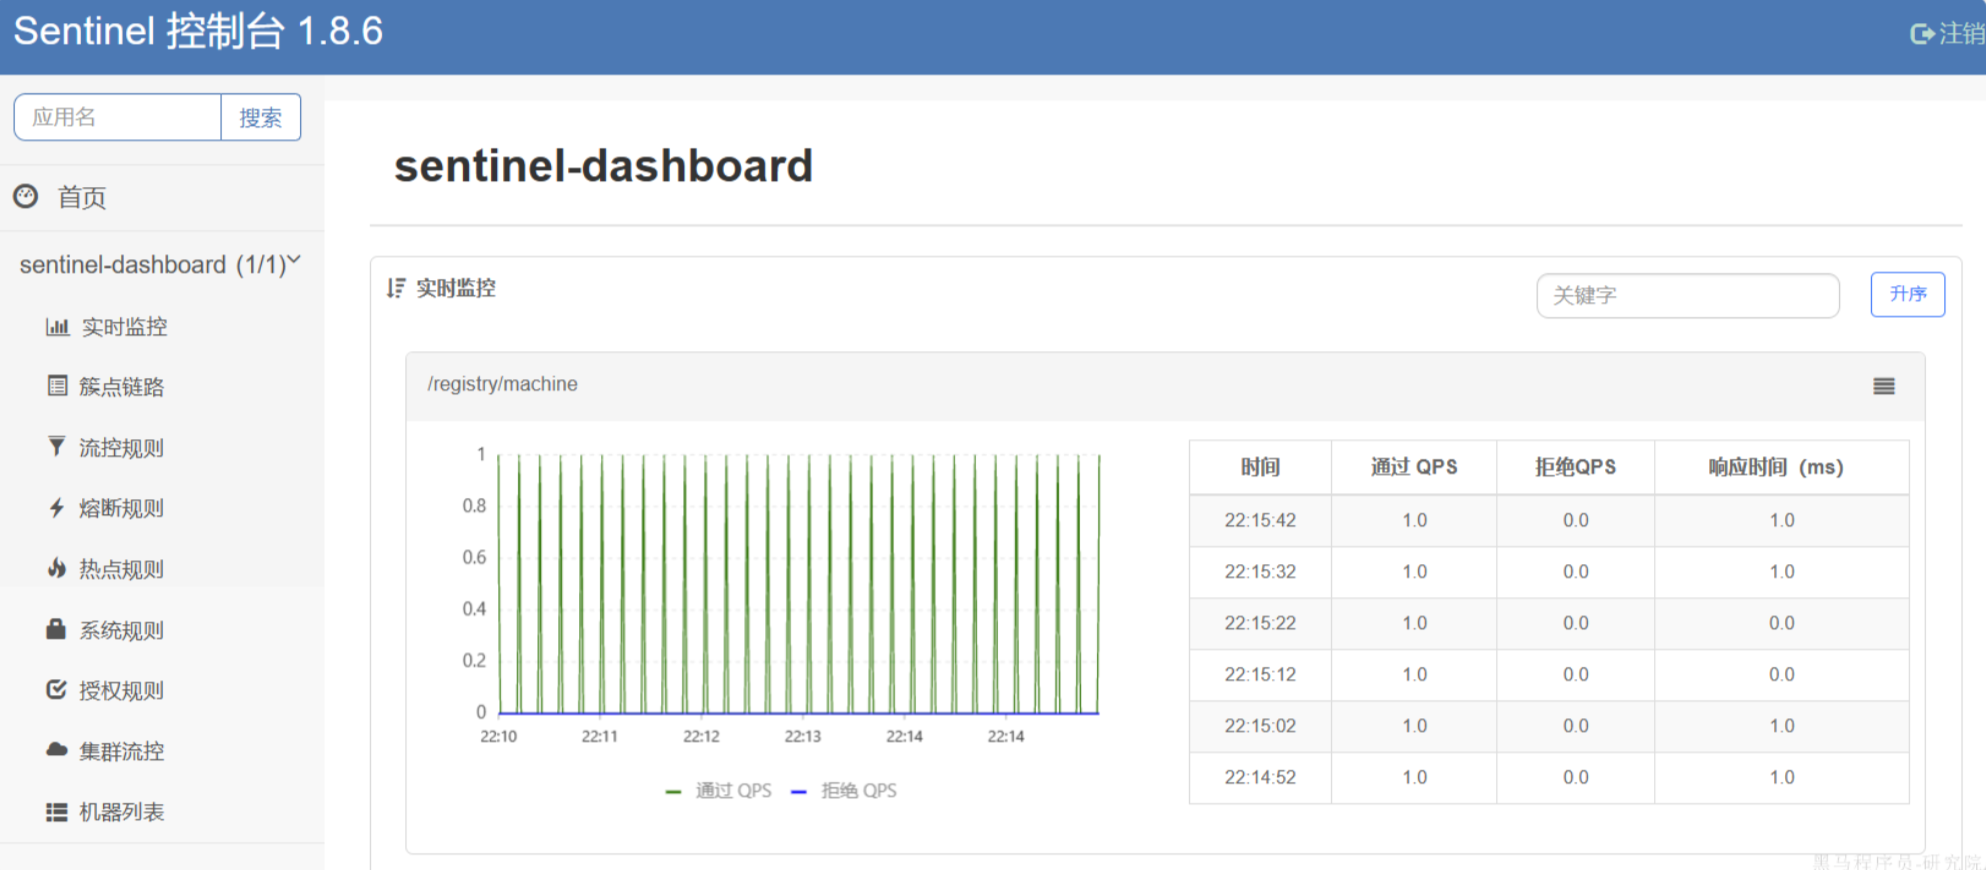 Sentinel 控制台 1.8.6
注销
应用名 搜索
首页
sentinel-dashboard (1/1)
实时监控
簇点链路
流控规则
熔断规则
热点规则
系统规则
授权规则
集群流控
机器列表
sentinel-dashboard
实时监控
关键字 升序
/registry/machine
1
0.8
0.6
0.4
0.2
0
22:10 22:11 22:12 22:13 22:14 22:14
通过 QPS 拒绝 QPS
时间 通过 QPS 拒绝QPS 响应时间 (ms)
22:15:42 1.0 0.0 1.0
22:15:32 1.0 0.0 1.0
22:15:22 1.0 0.0 0.0
22:15:12 1.0 0.0 0.0
22:15:02 1.0 0.0 1.0
22:14:52 1.0 0.0 1.0
黑马程序员-研究院